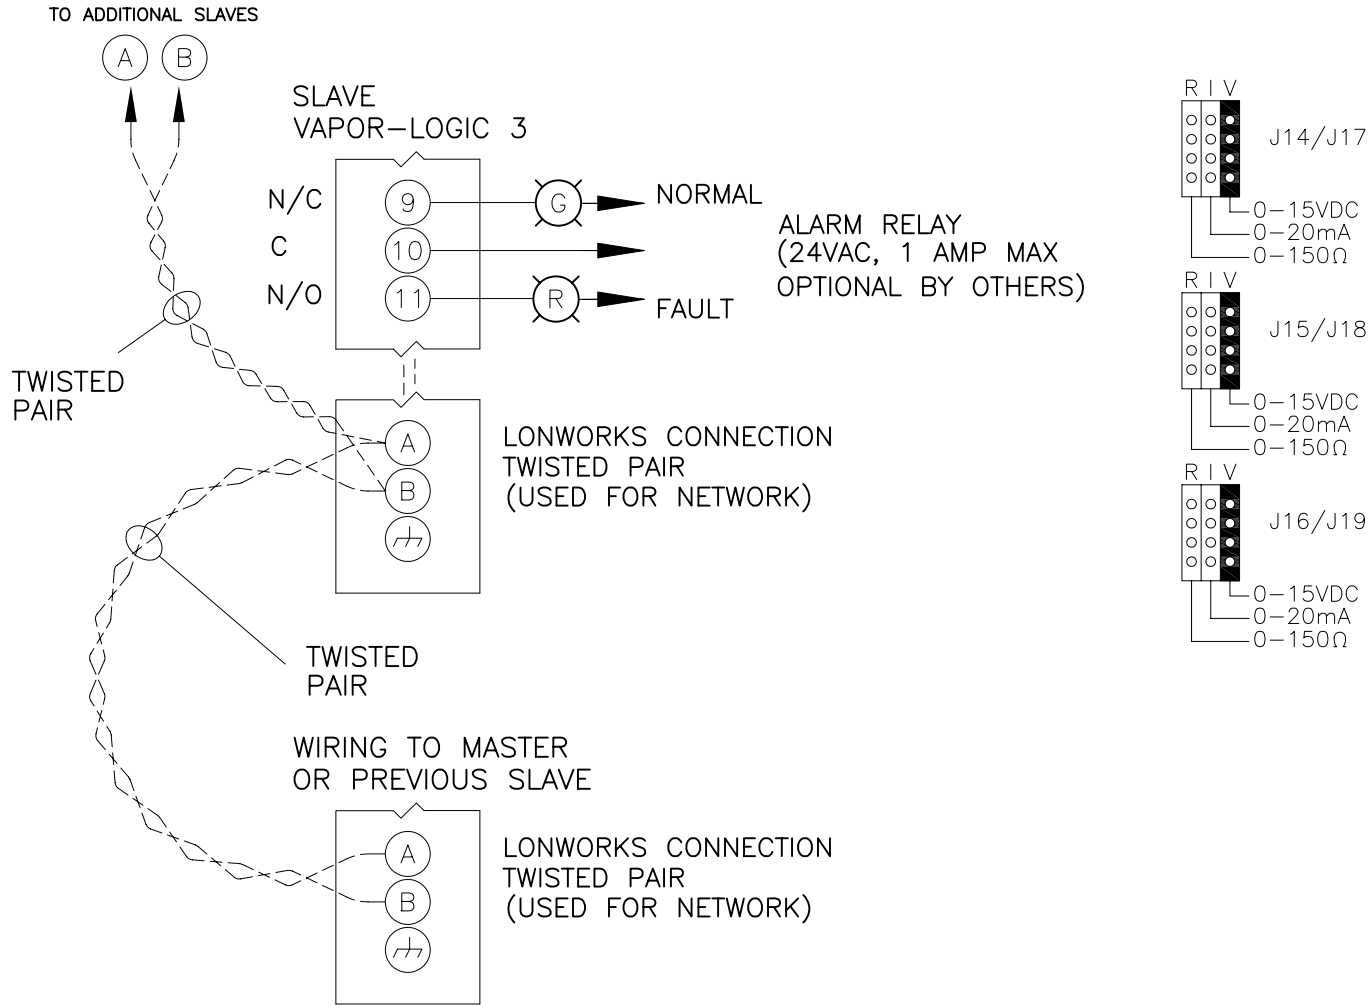 TO ADDITIONAL SLAVES
A B
SLAVE
VAPOR-LOGIC 3
N/C 9 G NORMAL
C 10
N/O 11 R FAULT
ALARM RELAY
(24VAC, 1 AMP MAX
OPTIONAL BY OTHERS)
TWISTED
PAIR
A
B
LONWORKS CONNECTION
TWISTED PAIR
(USED FOR NETWORK)
TWISTED
PAIR
WIRING TO MASTER
OR PREVIOUS SLAVE
A
B
LONWORKS CONNECTION
TWISTED PAIR
(USED FOR NETWORK)
R I V
J14/J17
0-15VDC
0-20mA
0-150Ω
R I V
J15/J18
0-15VDC
0-20mA
0-150Ω
R I V
J16/J19
0-15VDC
0-20mA
0-150Ω